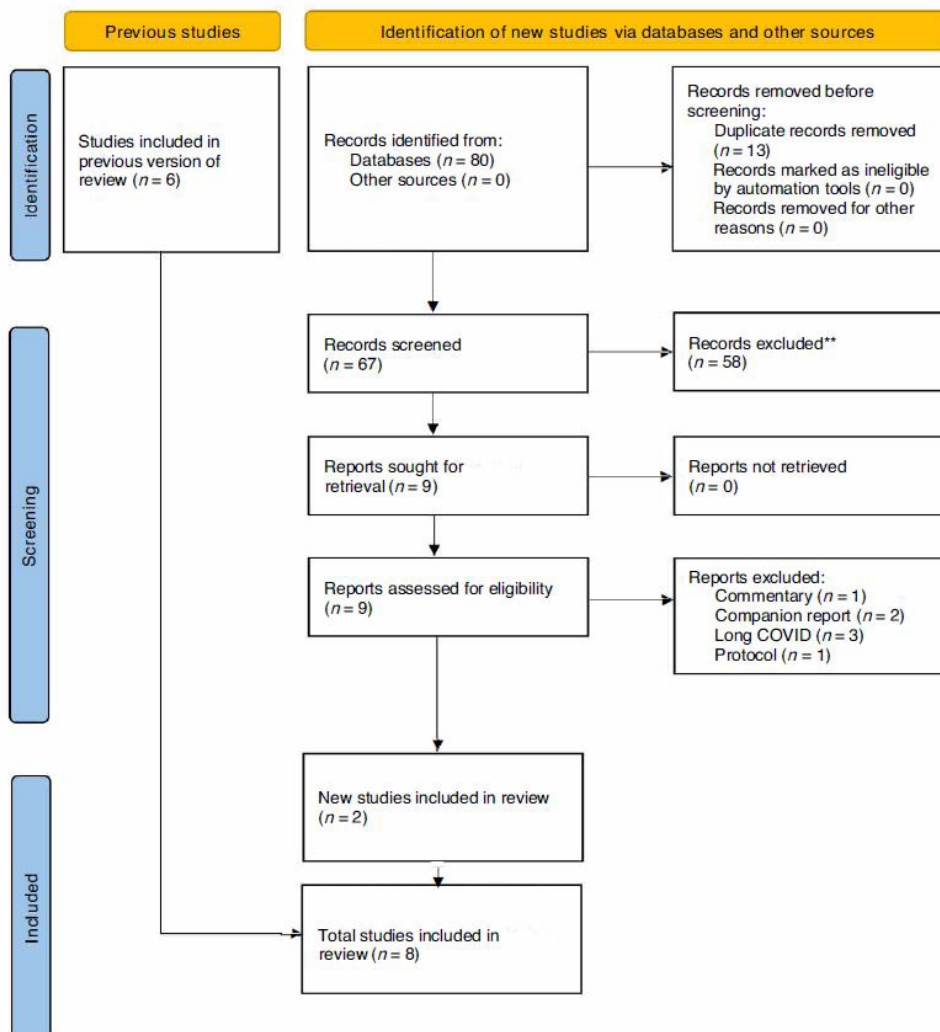 Previous studies
Identification of new studies via databases and other sources
Identification
Studies included in
previous version of
review (n = 6)
Records identified from:
Databases (n = 80)
Other sources (n = 0)
Records removed before
screening:
Duplicate records removed
(n = 13)
Records marked as ineligible
by automation tools (n = 0)
Records removed for other
reasons (n = 0)
Screening
Records screened
(n = 67)
Records excluded**
(n = 58)
Reports sought for
retrieval (n = 9)
Reports not retrieved
(n = 0)
Reports assessed for eligibility
(n = 9)
Reports excluded:
Commentary (n = 1)
Companion report (n = 2)
Long COVID (n = 3)
Protocol (n = 1)
Included
New studies included in review
(n = 2)
Total studies included in
review (n = 8)